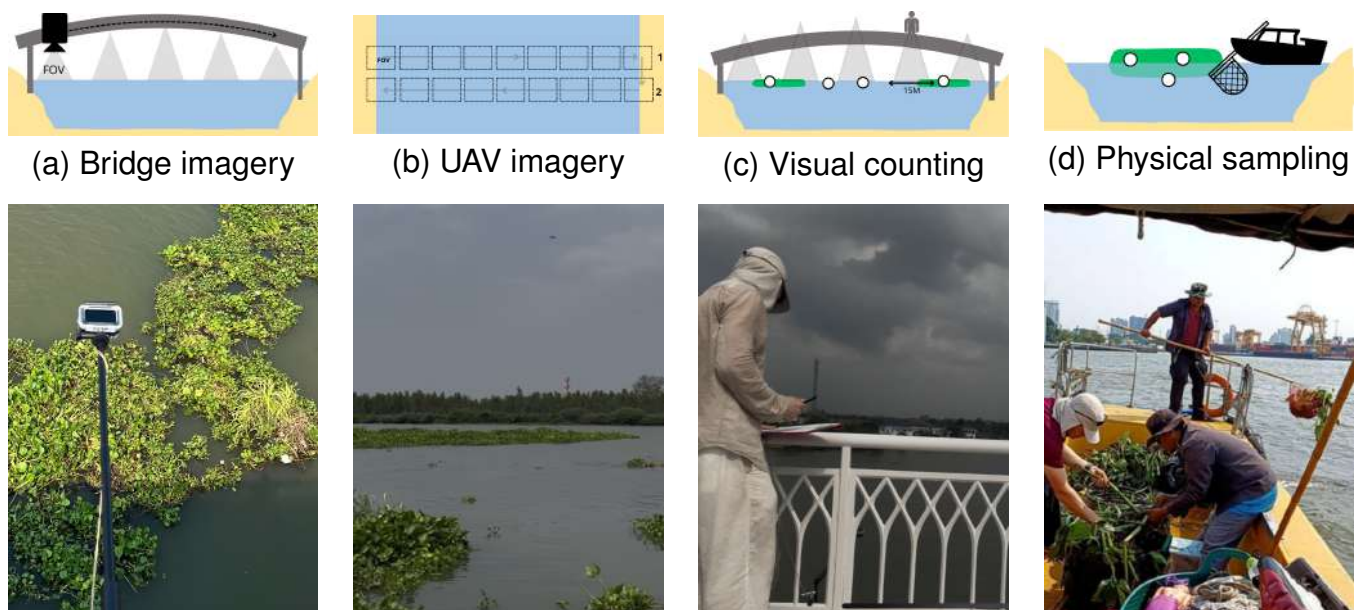 FOV
FOV
1
2
15M
(a) Bridge imagery
(b) UAV imagery
(c) Visual counting
(d) Physical sampling